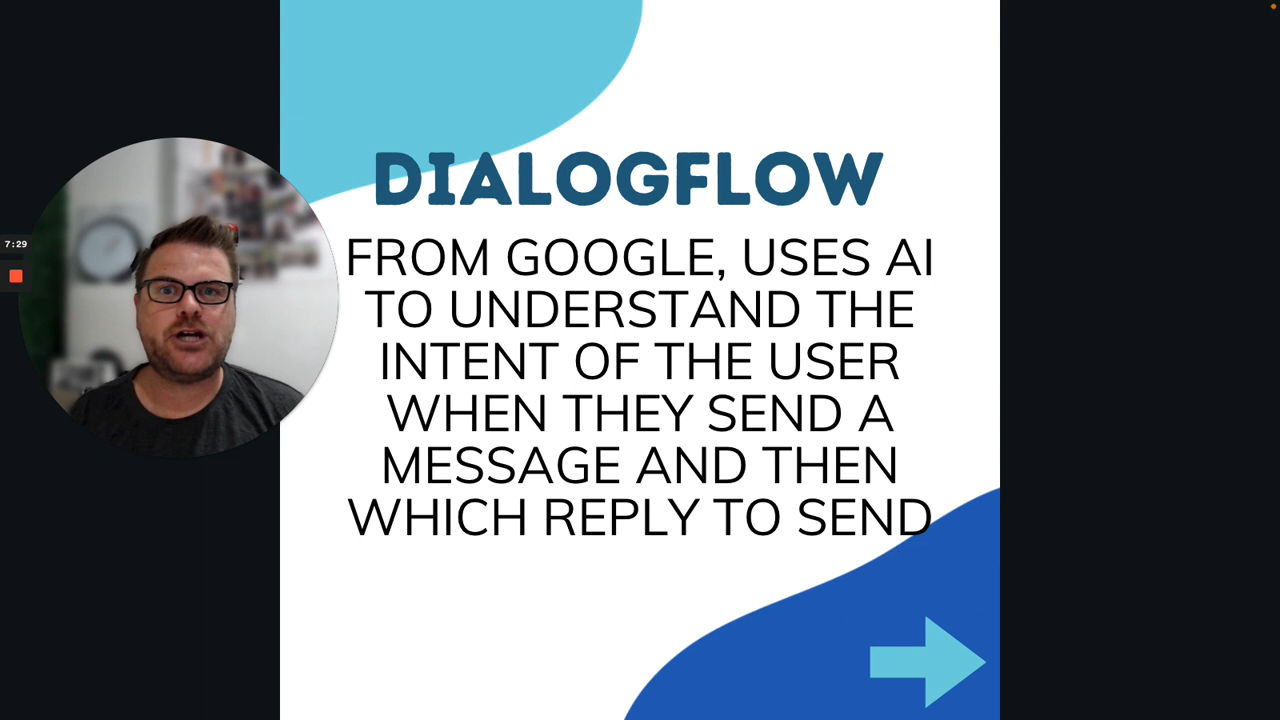 DIALOGFLOW
FROM GOOGLE, USES AI
TO UNDERSTAND THE
INTENT OF THE USER
WHEN THEY SEND A
MESSAGE AND THEN
WHICH REPLY TO SEND
7:29